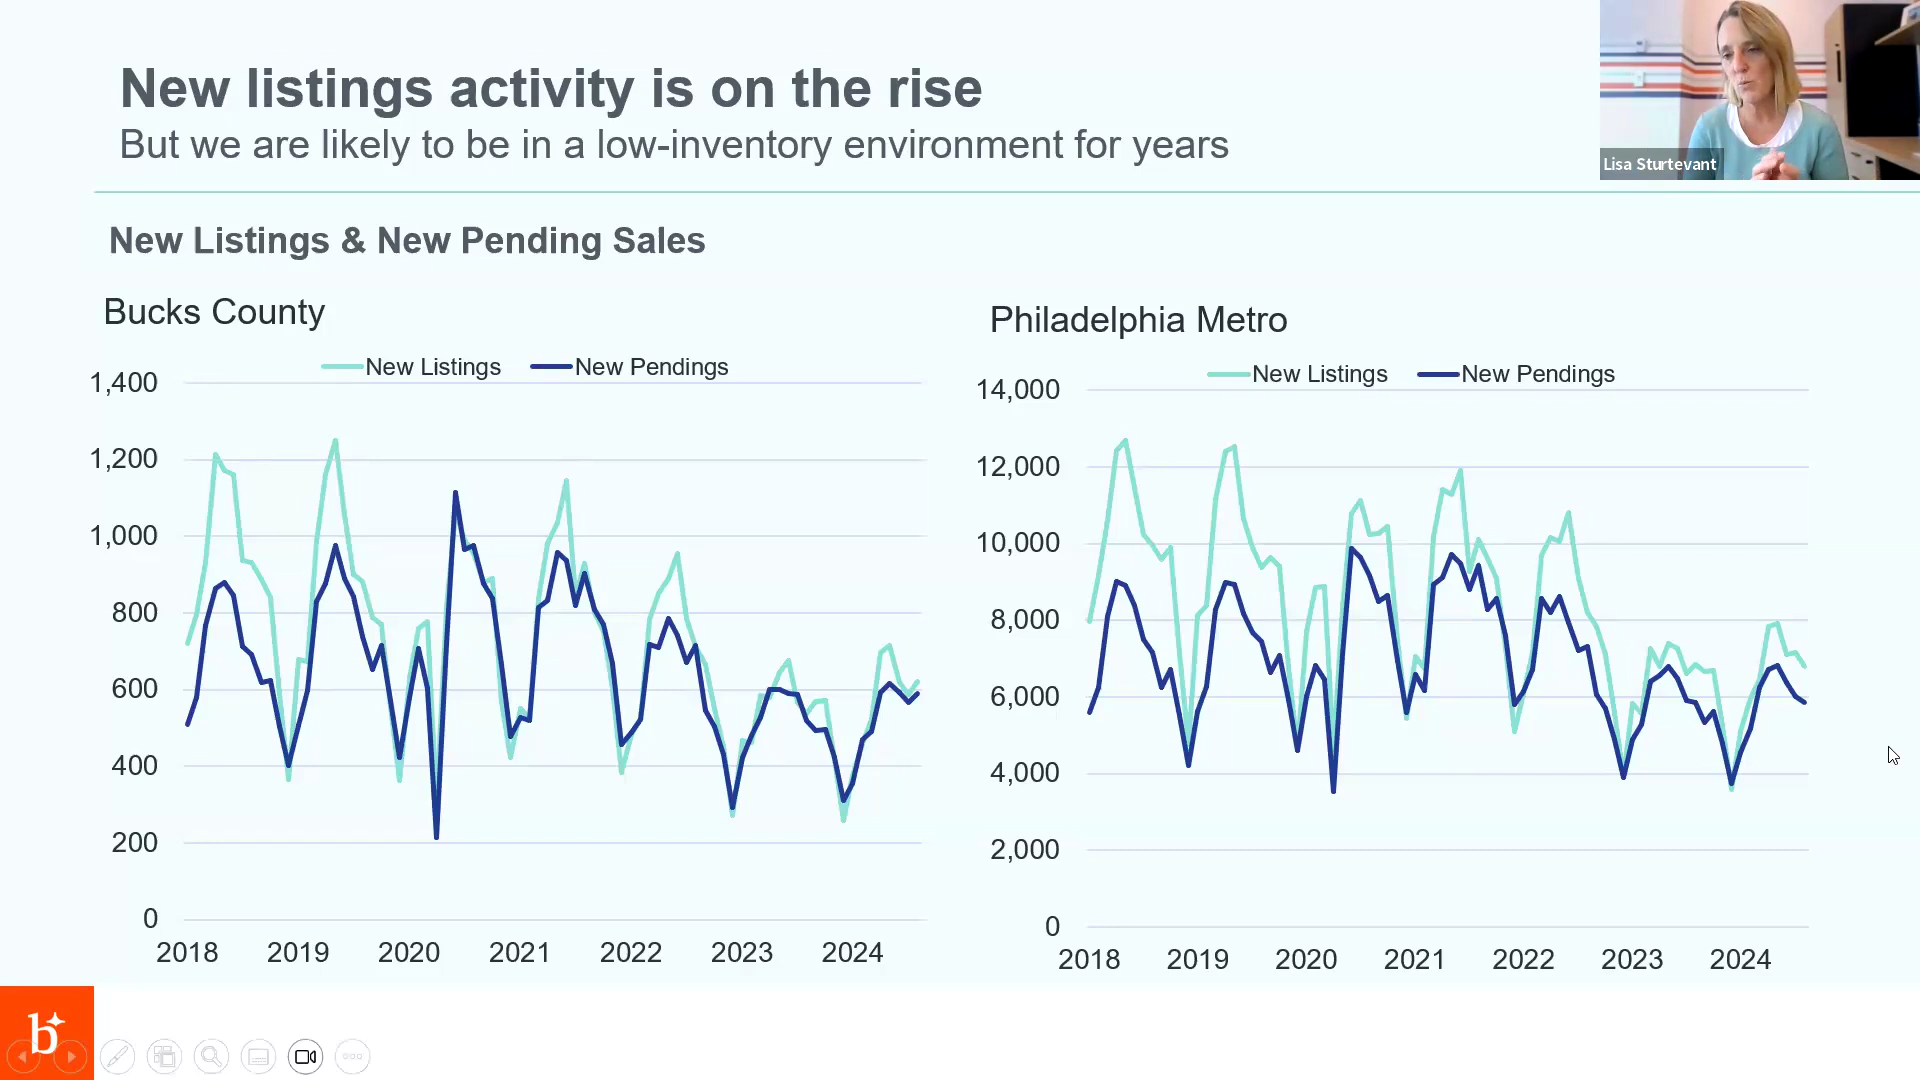 New listings activity is on the rise
But we are likely to be in a low-inventory environment for years
Lisa Sturtevant
New Listings & New Pending Sales
Bucks County
New Listings New Pendings
1,400
1,200
1,000
800
600
400
200
0
2018 2019 2020 2021 2022 2023 2024
Philadelphia Metro
New Listings New Pendings
14,000
12,000
10,000
8,000
6,000
4,000
2,000
0
2018 2019 2020 2021 2022 2023 2024
b